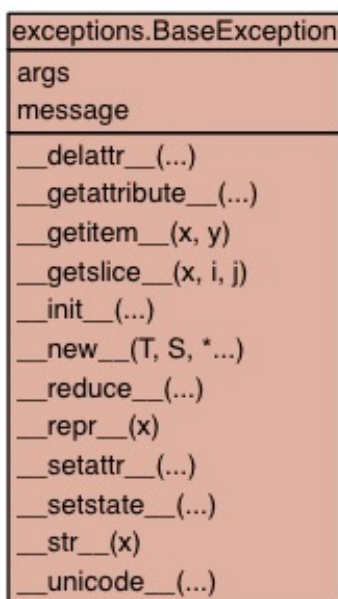 exceptions.BaseException
args
message
__delattr__(...)
__getattribute__(...)
__getitem__(x, y)
__getslice__(x, i, j)
__init__(...)
__new__(T, S, *...)
__reduce__(...)
__repr__(x)
__setattr__(...)
__setstate__(...)
__str__(x)
__unicode__(...)